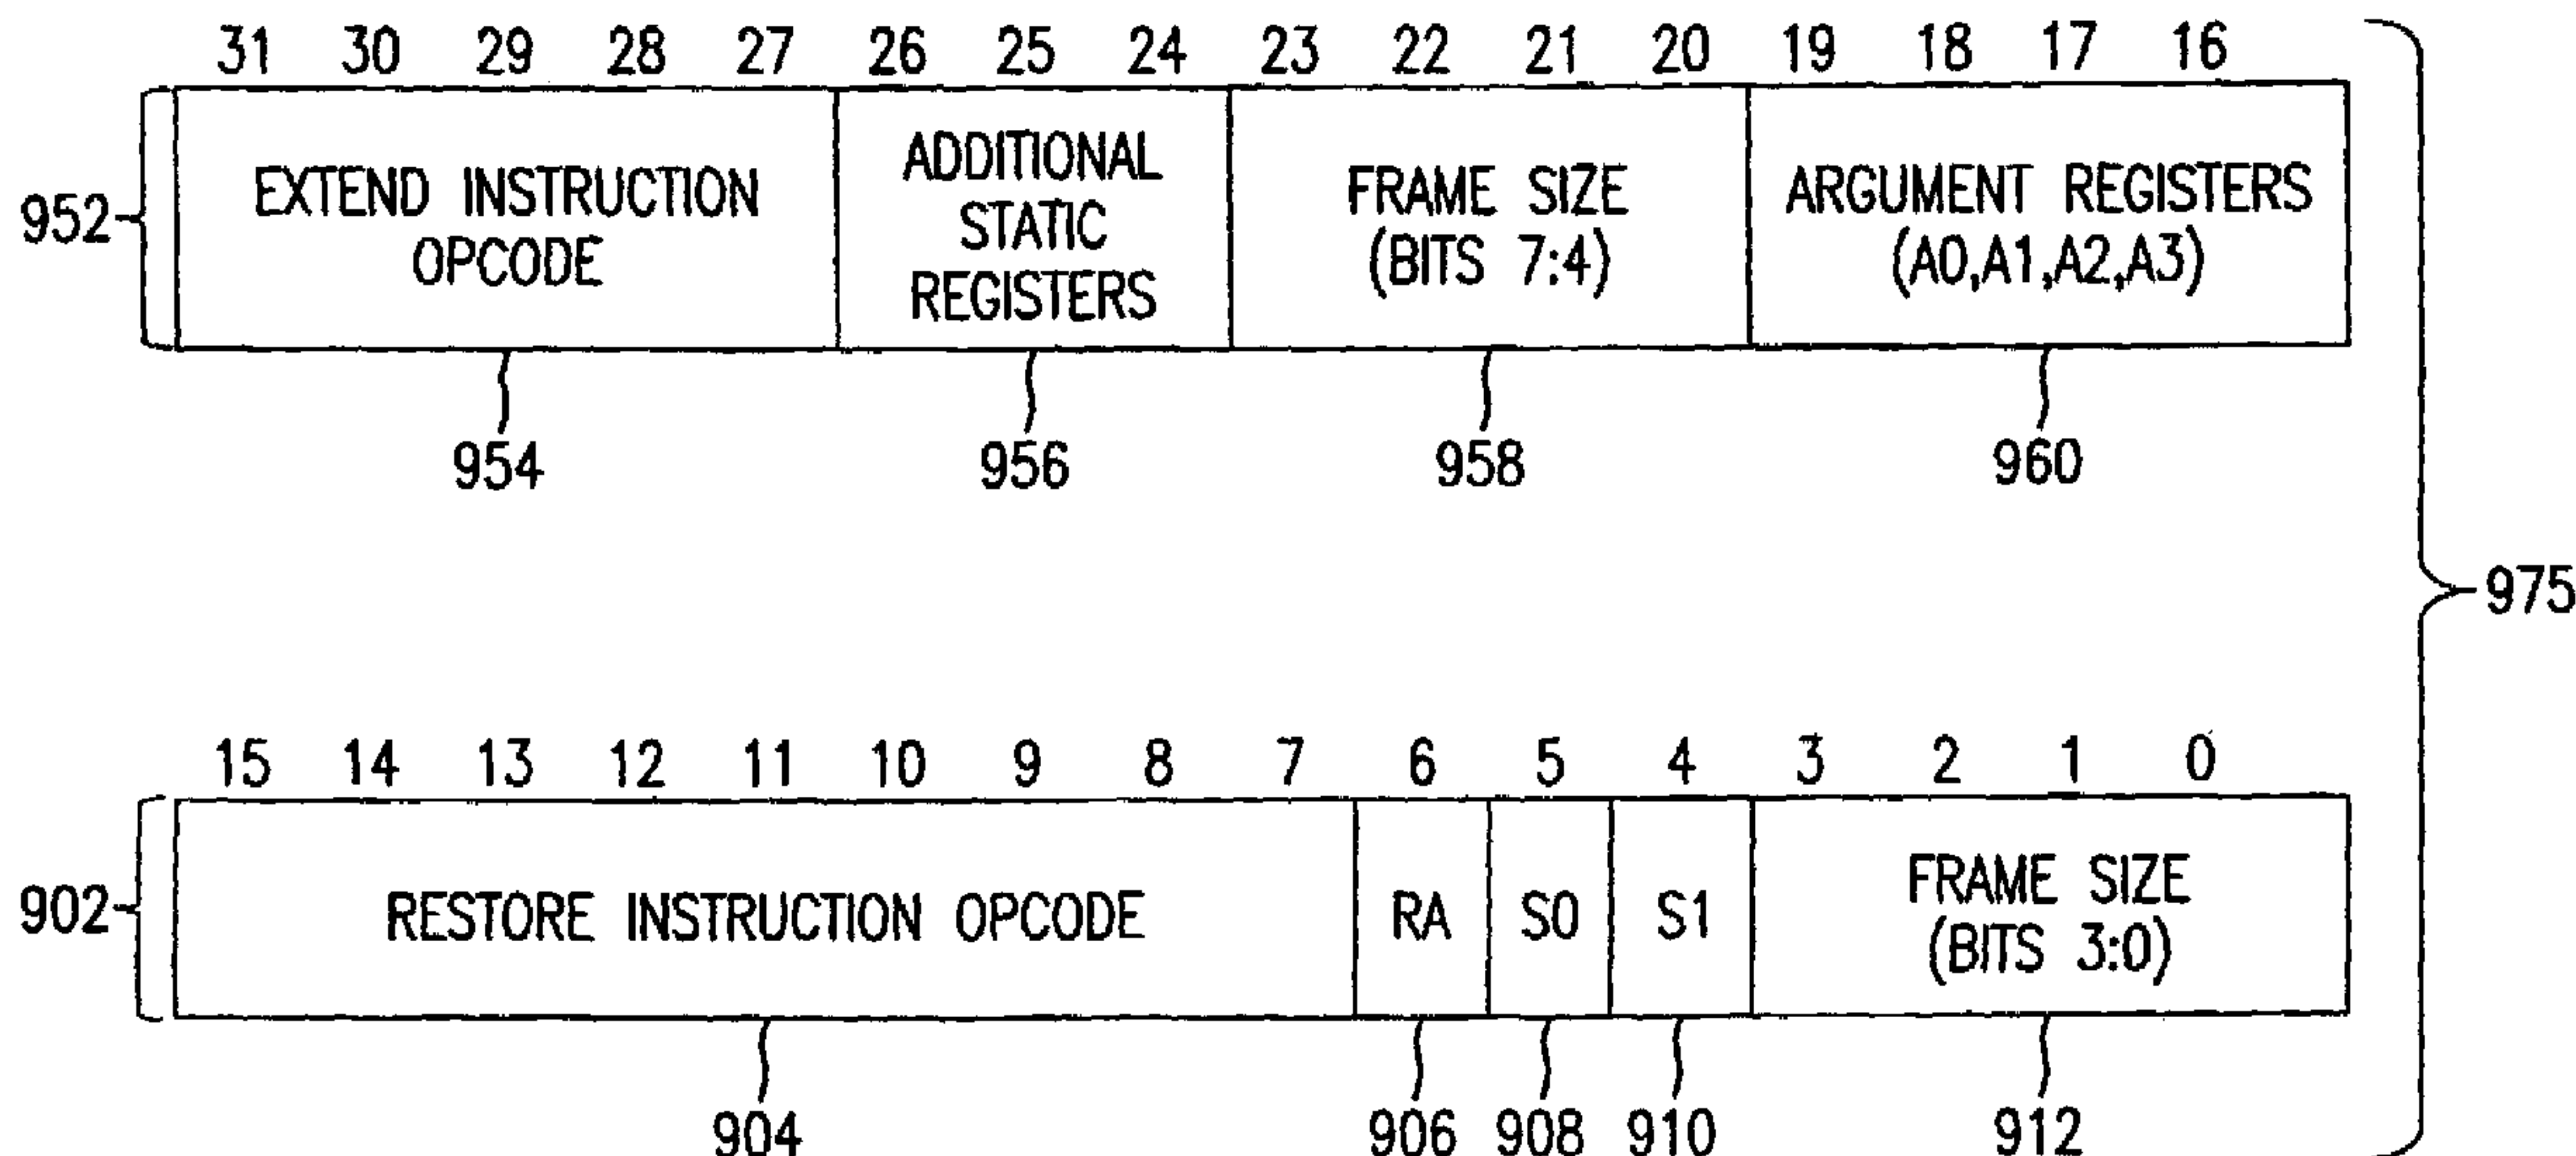 31 30 29 28 27 26 25 24 23 22 21 20 19 18 17 16
952
EXTEND INSTRUCTION
OPCODE
ADDITIONAL
STATIC
REGISTERS
FRAME SIZE
(BITS 7:4)
ARGUMENT REGISTERS
(A0,A1,A2,A3)
954 956 958 960
975
15 14 13 12 11 10 9 8 7 6 5 4 3 2 1 0
902
RESTORE INSTRUCTION OPCODE
RA
S0
S1
FRAME SIZE
(BITS 3:0)
904 906 908 910 912